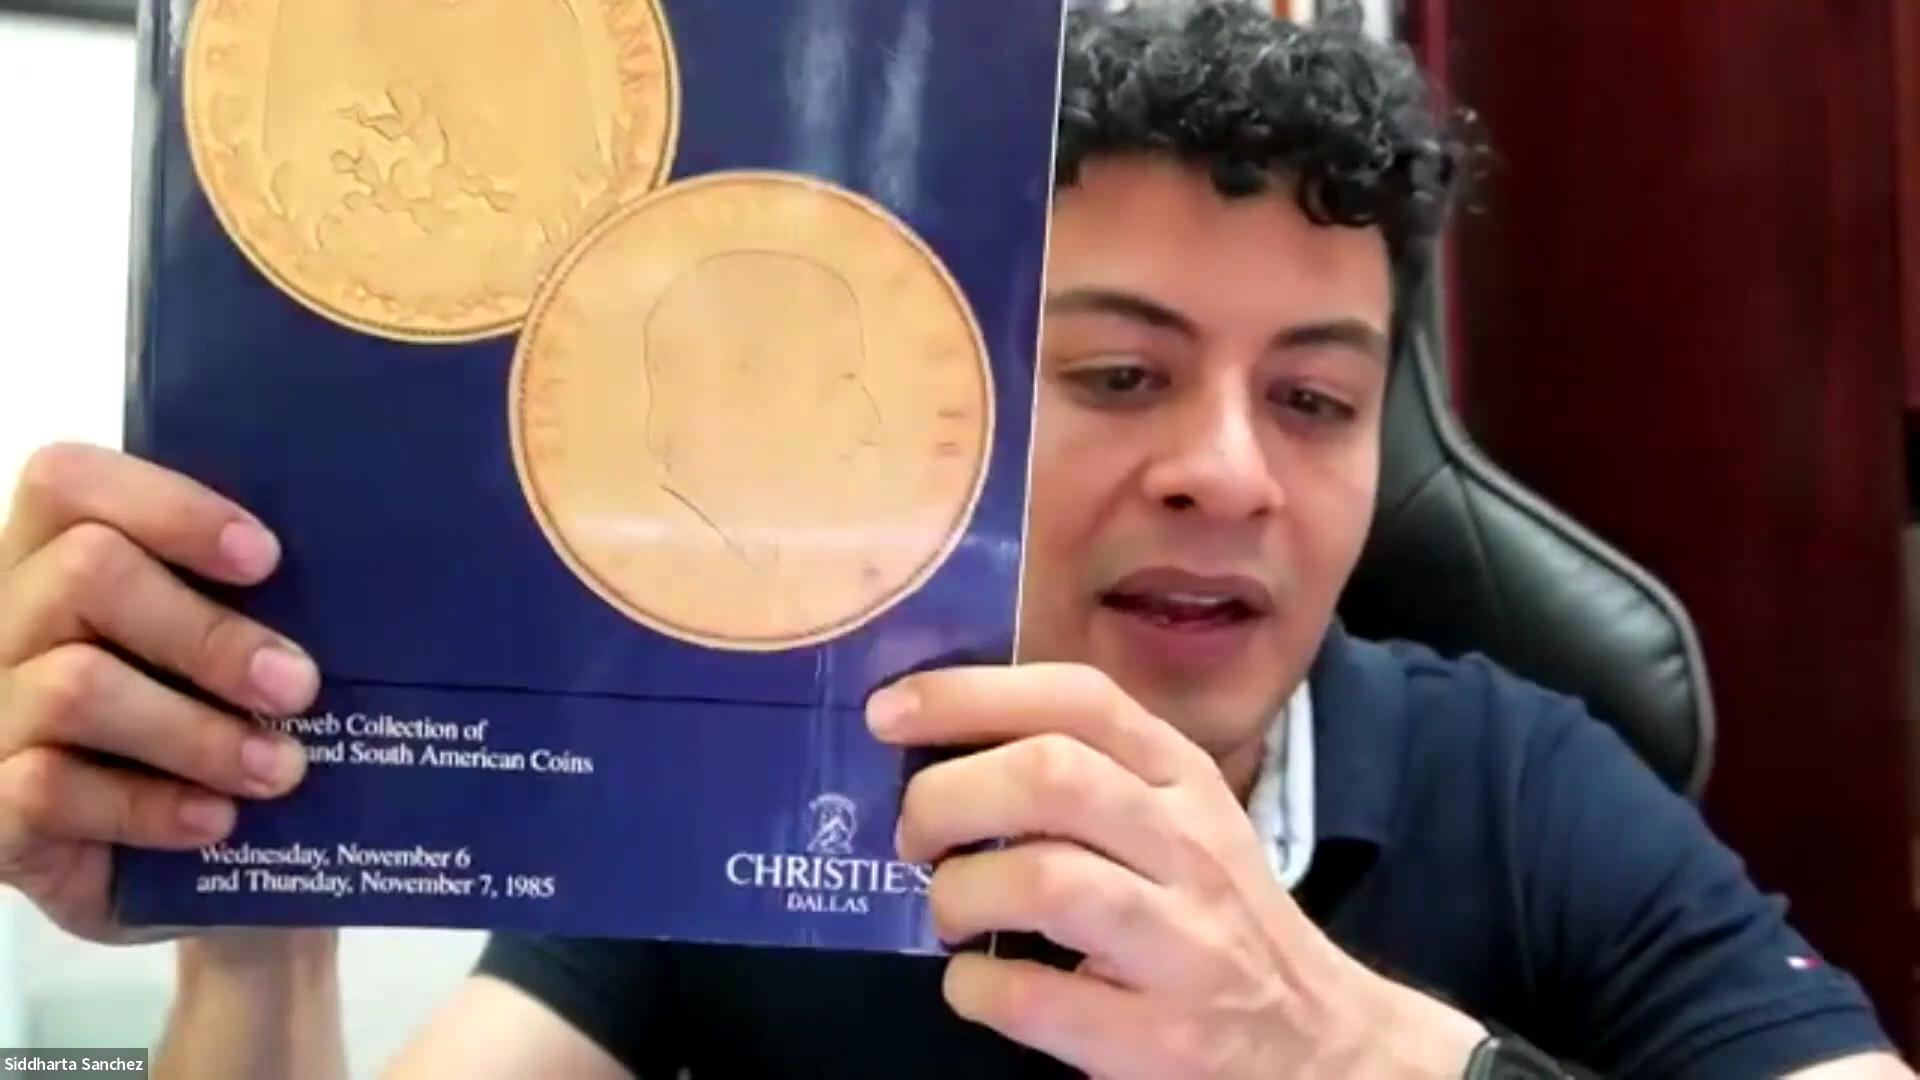 Norweb Collection of
and South American Coins
Wednesday, November 6
and Thursday, November 7, 1985
CHRISTIE'S
DALLAS
Siddharta Sanchez